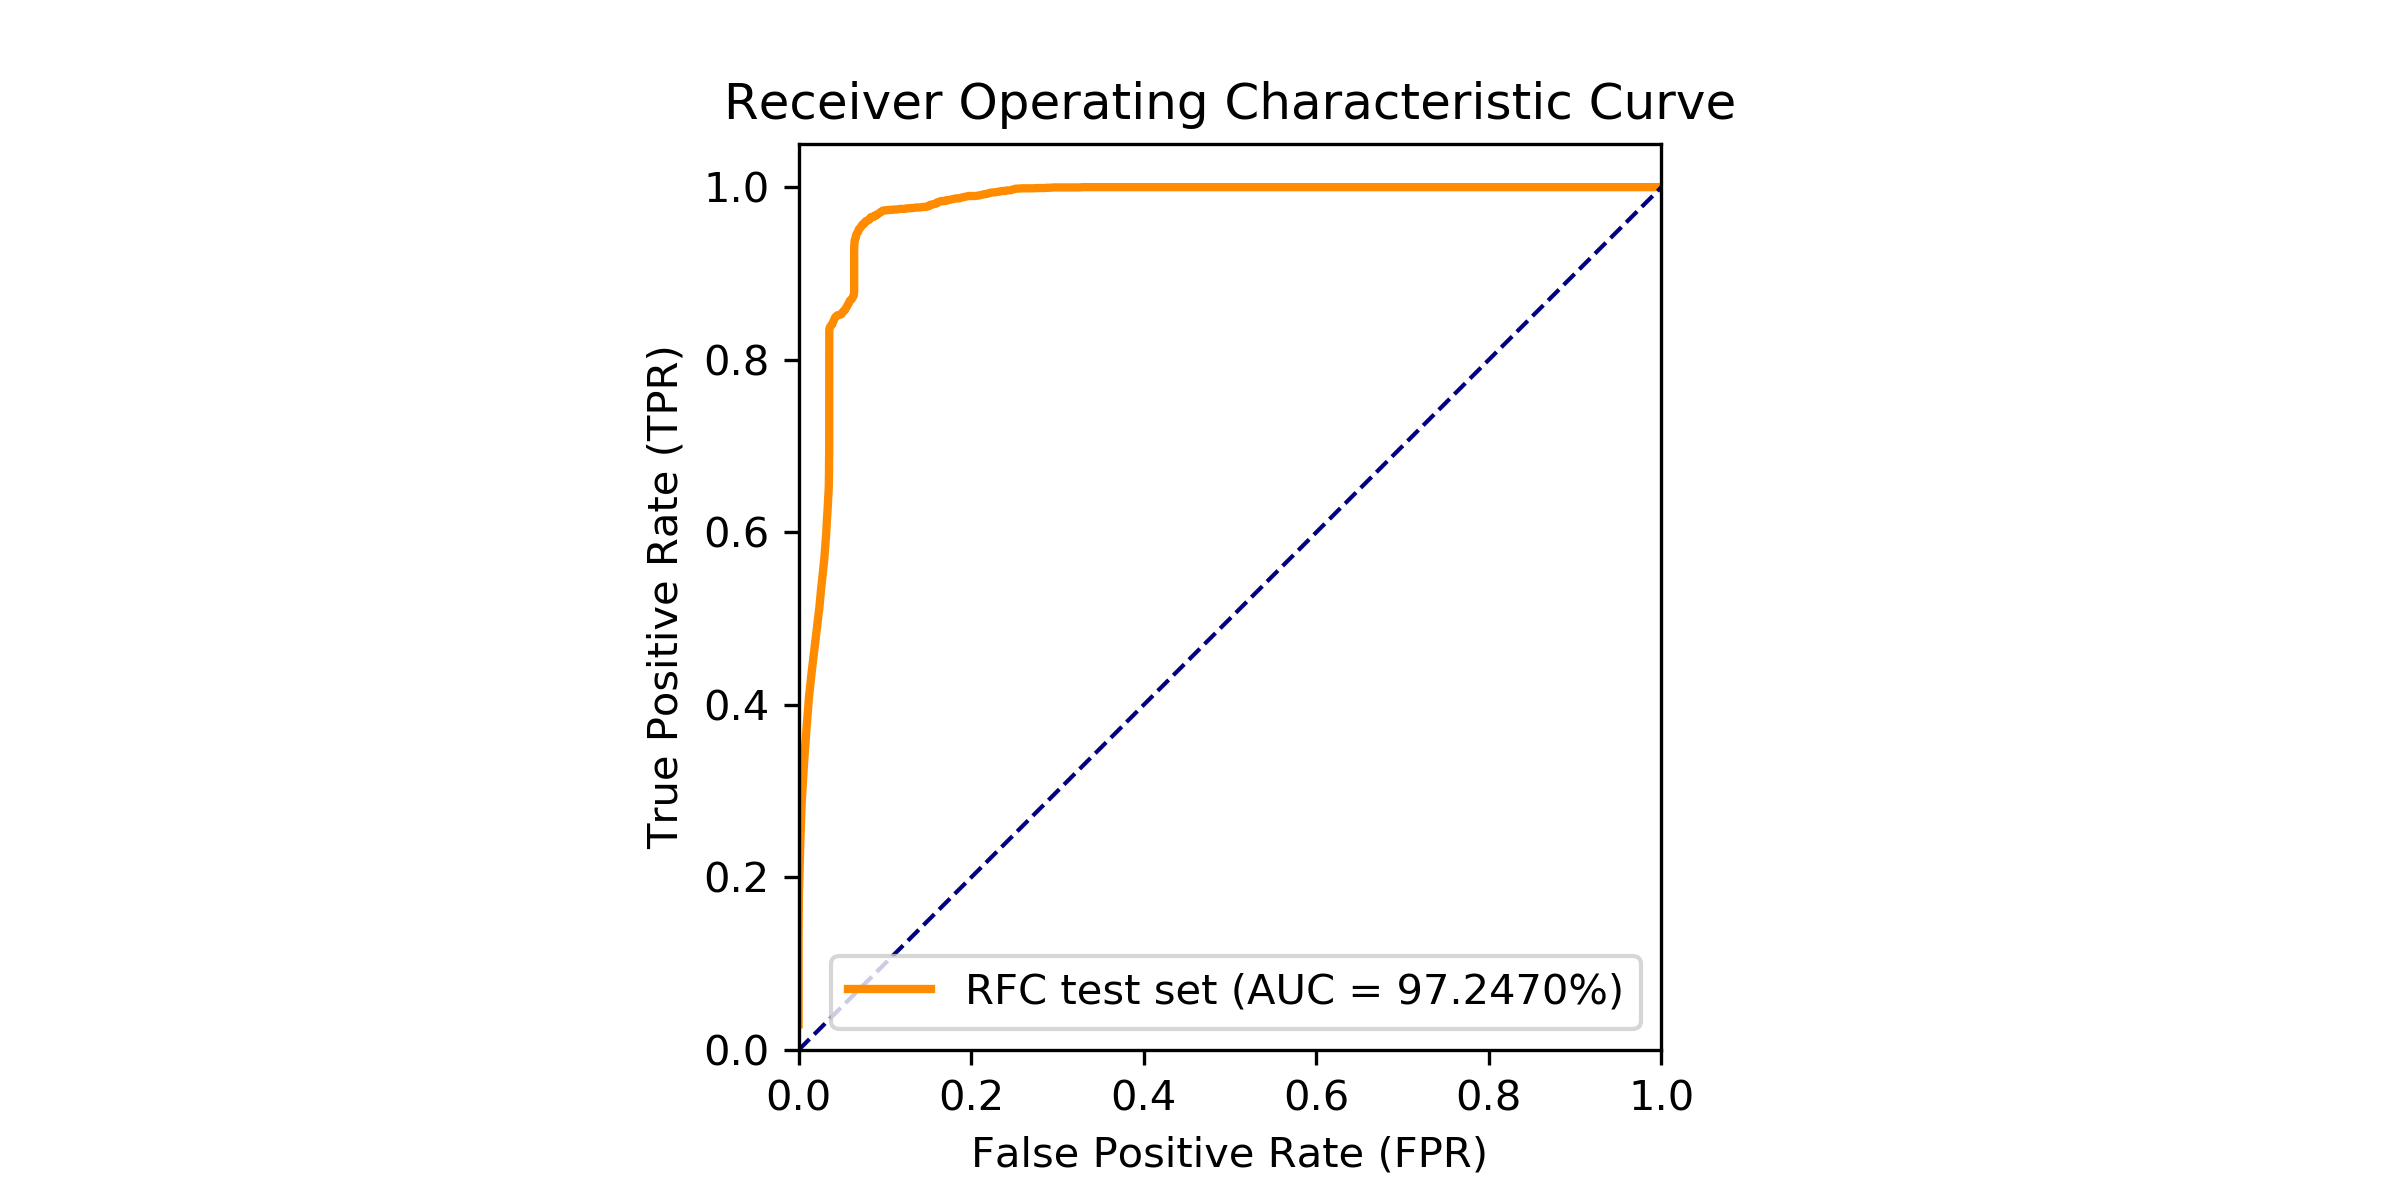 Receiver Operating Characteristic Curve
1.0
0.8
0.6
0.4
0.2
0.0
True Positive Rate (TPR)
RFC test set (AUC = 97.2470%)
0.0 0.2 0.4 0.6 0.8 1.0
False Positive Rate (FPR)